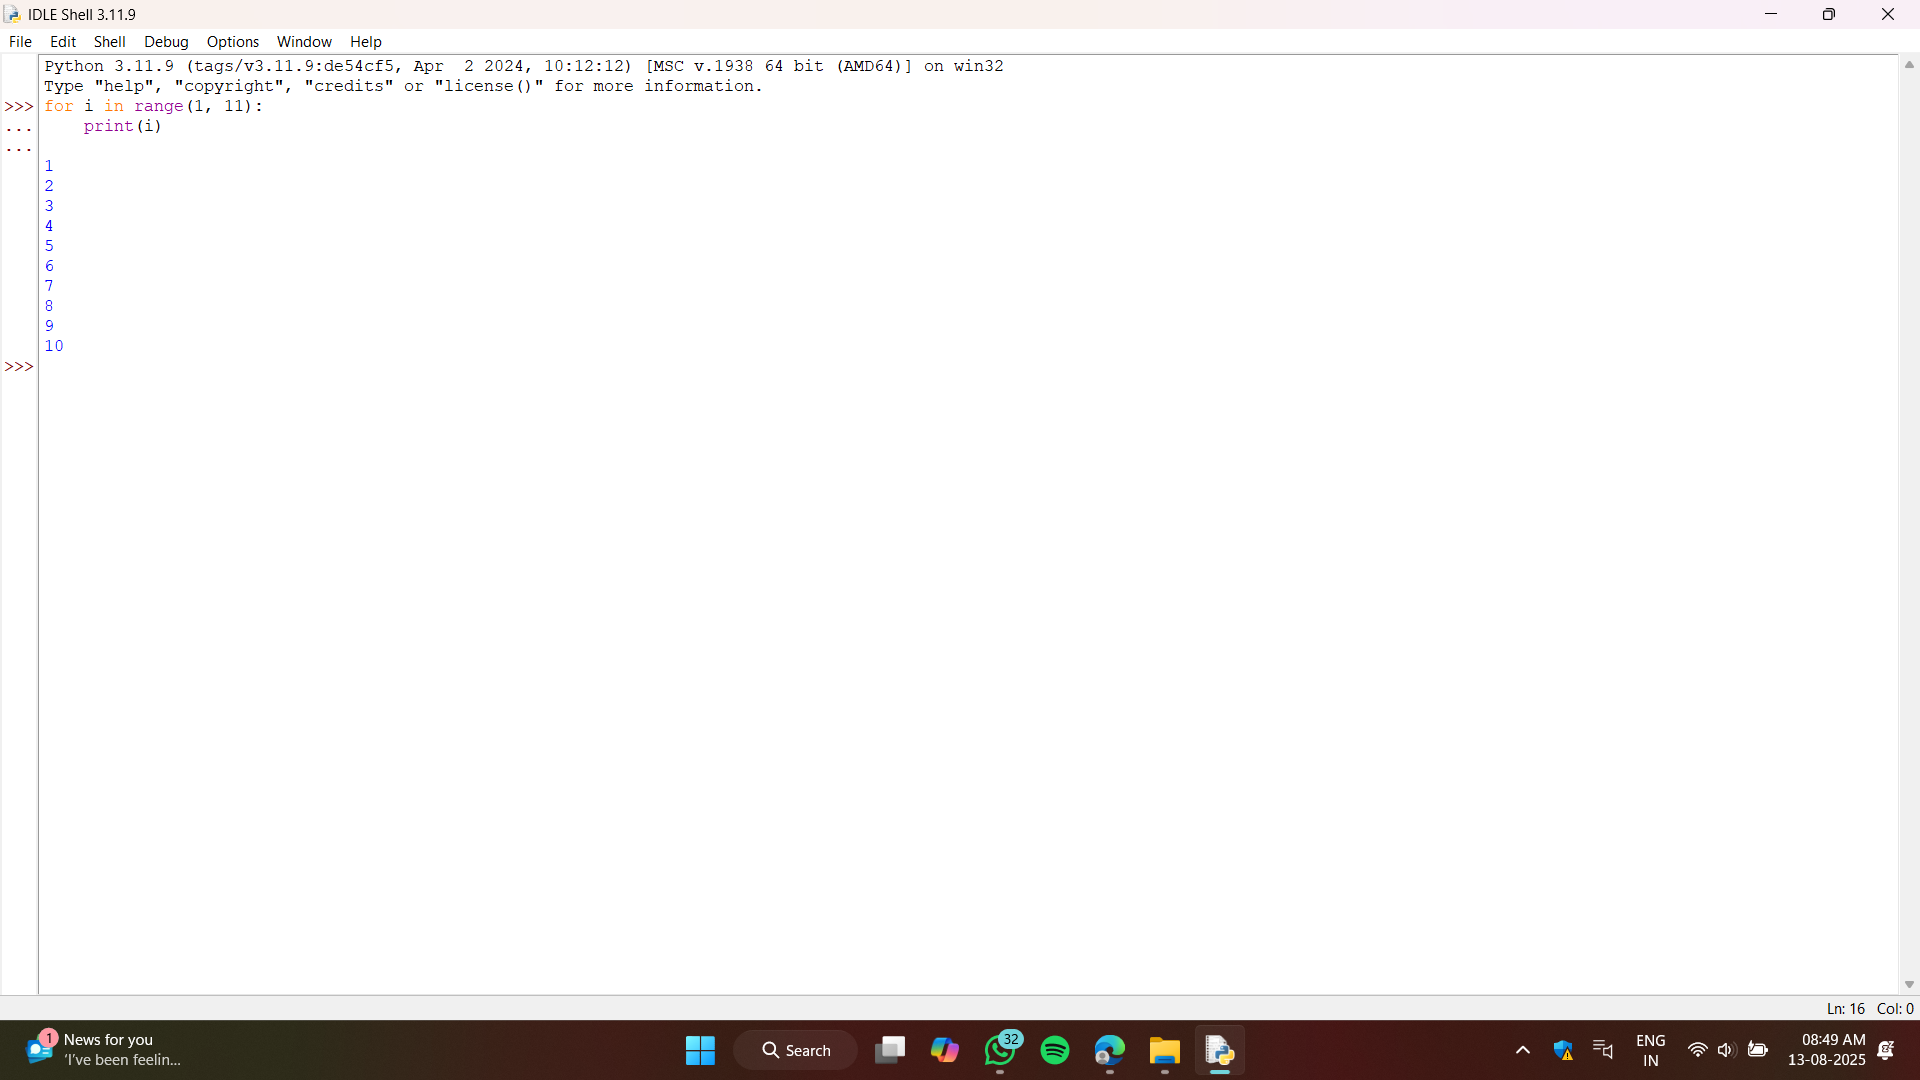 IDLE Shell 3.11.9
File Edit Shell Debug Options Window Help
Python 3.11.9 (tags/v3.11.9:de54cf5, Apr  2 2024, 10:12:12) [MSC v.1938 64 bit (AMD64)] on win32
Type "help", "copyright", "credits" or "license()" for more information.
>>> for i in range(1, 11):
...     print(i)
...
1
2
3
4
5
6
7
8
9
10
>>>
Ln: 16 Col: 0
1 News for you
‘I’ve been feelin...
Search
32
ENG
IN
08:49 AM
13-08-2025